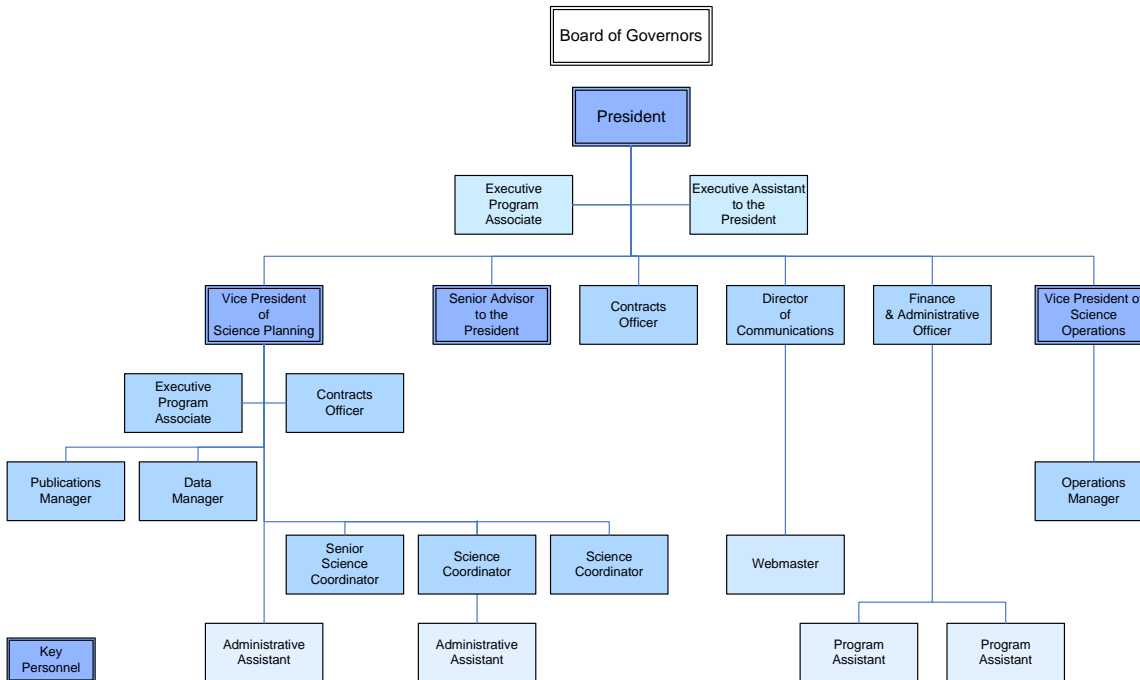 Board of Governors
President
Executive
Program
Associate
Executive Assistant
to the
President
Vice President
of
Science Planning
Senior Advisor
to the
President
Contracts
Officer
Director
of
Communications
Finance
& Administrative
Officer
Vice President of
Science
Operations
Executive
Program
Associate
Contracts
Officer
Publications
Manager
Data
Manager
Operations
Manager
Senior
Science
Coordinator
Science
Coordinator
Science
Coordinator
Webmaster
Key
Personnel
Administrative
Assistant
Administrative
Assistant
Program
Assistant
Program
Assistant